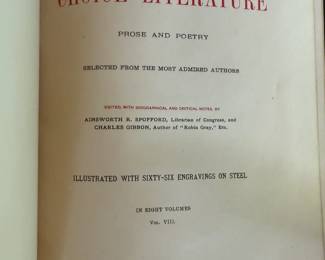 CHOICE LITERATURE
PROSE AND POETRY
SELECTED FROM THE MOST ADMIRED AUTHORS
EDITED, WITH BIOGRAPHICAL AND CRITICAL NOTES, BY
AINSWORTH R. SPOFFORD, Librarian of Congress, and
CHARLES GIBBON, Author of "Robin Gray," Etc.
ILLUSTRATED WITH SIXTY-SIX ENGRAVINGS ON STEEL
IN EIGHT VOLUMES
VOL. VIII.